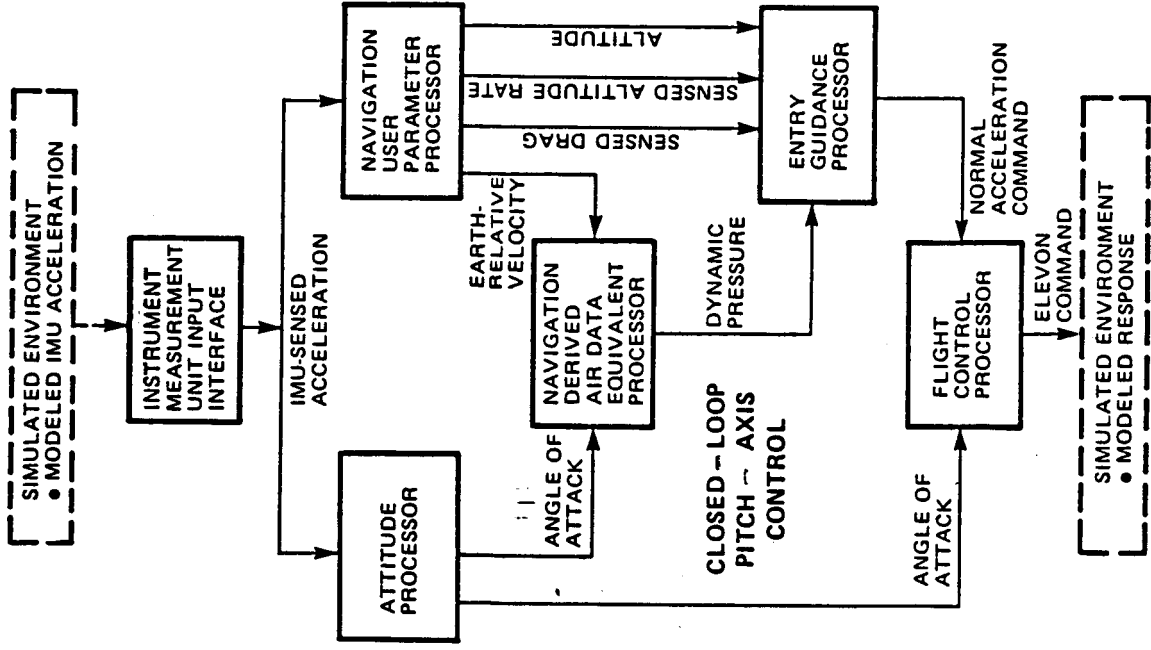 SIMULATED ENVIRONMENT
● MODELED IMU ACCELERATION
INSTRUMENT
MEASUREMENT
UNIT INPUT
INTERFACE
IMU-SENSED
ACCELERATION
ATTITUDE
PROCESSOR
NAVIGATION
USER
PARAMETER
PROCESSOR
EARTH-
RELATIVE
VELOCITY
SENSED DRAG
SENSED ALTITUDE RATE
ALTITUDE
ANGLE OF
ATTACK
NAVIGATION
DERIVED
AIR DATA
EQUIVALENT
PROCESSOR
DYNAMIC
PRESSURE
ENTRY
GUIDANCE
PROCESSOR
CLOSED-LOOP
PITCH-AXIS
CONTROL
NORMAL
ACCELERATION
COMMAND
ANGLE OF
ATTACK
FLIGHT
CONTROL
PROCESSOR
ELEVON
COMMAND
SIMULATED ENVIRONMENT
● MODELED RESPONSE